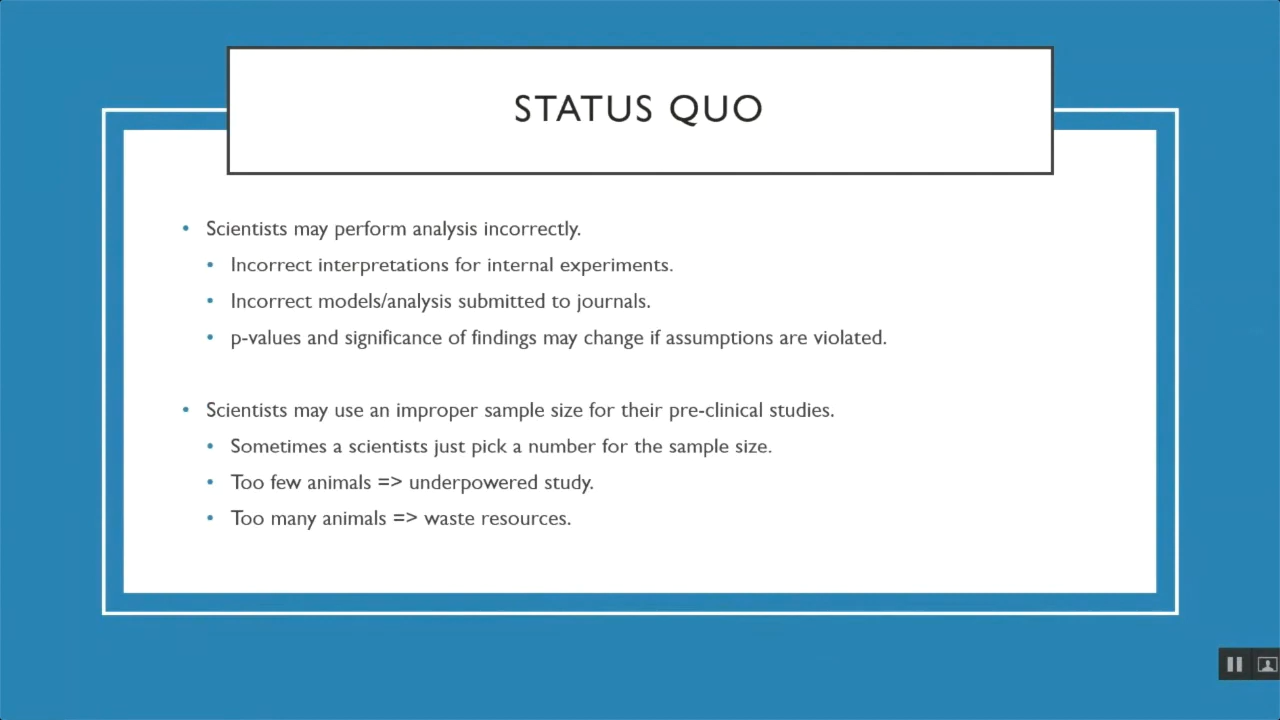 STATUS QUO
• Scientists may perform analysis incorrectly.
• Incorrect interpretations for internal experiments.
• Incorrect models/analysis submitted to journals.
• p-values and significance of findings may change if assumptions are violated.
• Scientists may use an improper sample size for their pre-clinical studies.
• Sometimes a scientists just pick a number for the sample size.
• Too few animals => underpowered study.
• Too many animals => waste resources.